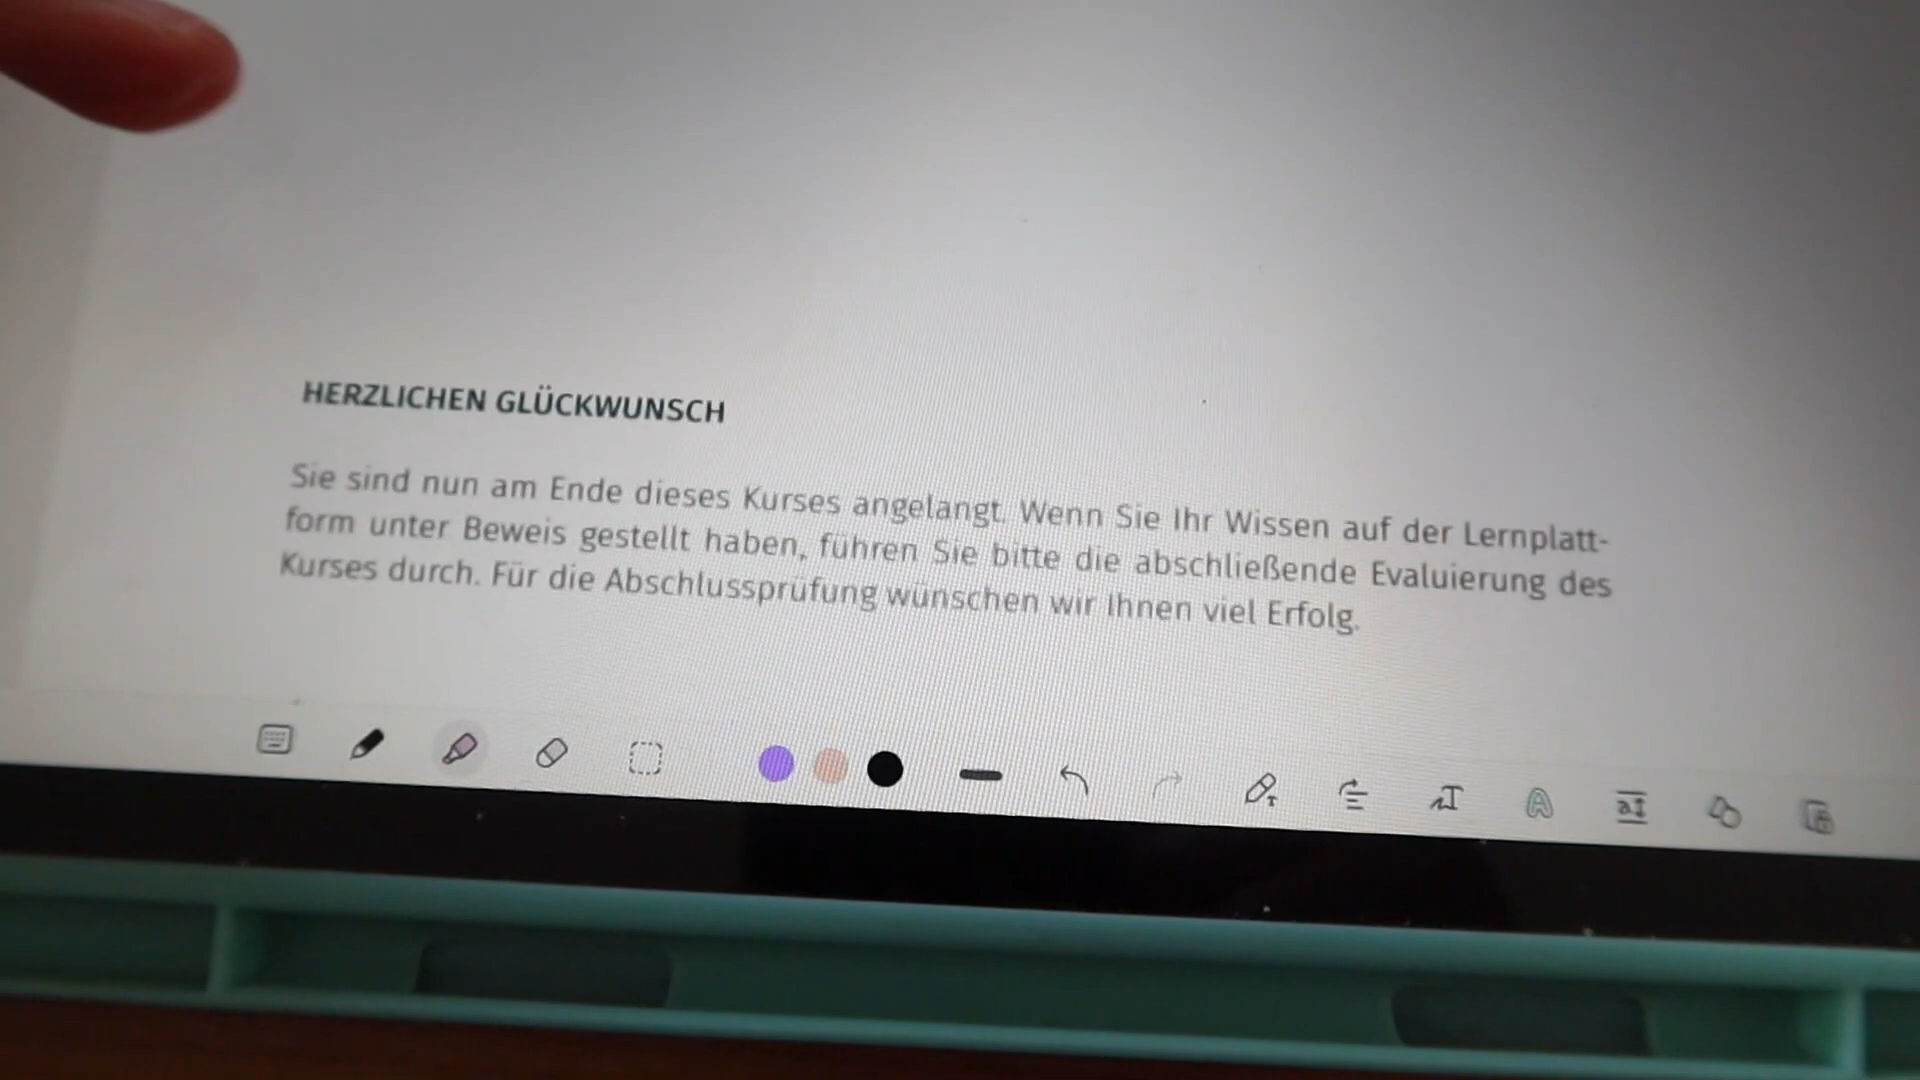 HERZLICHEN GLÜCKWUNSCH
Sie sind nun am Ende dieses Kurses angelangt. Wenn Sie Ihr Wissen auf der Lernplatt-
form unter Beweis gestellt haben, führen Sie bitte die abschließende Evaluierung des
Kurses durch. Für die Abschlussprüfung wünschen wir Ihnen viel Erfolg.